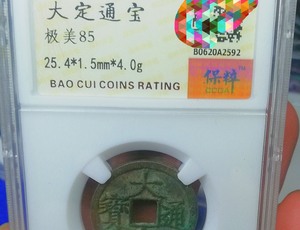 大定通宝
极美85
25.4*1.5mm*4.0g
BAO CUI COINS RATING
B0620A2592
保粹
大
寳 通